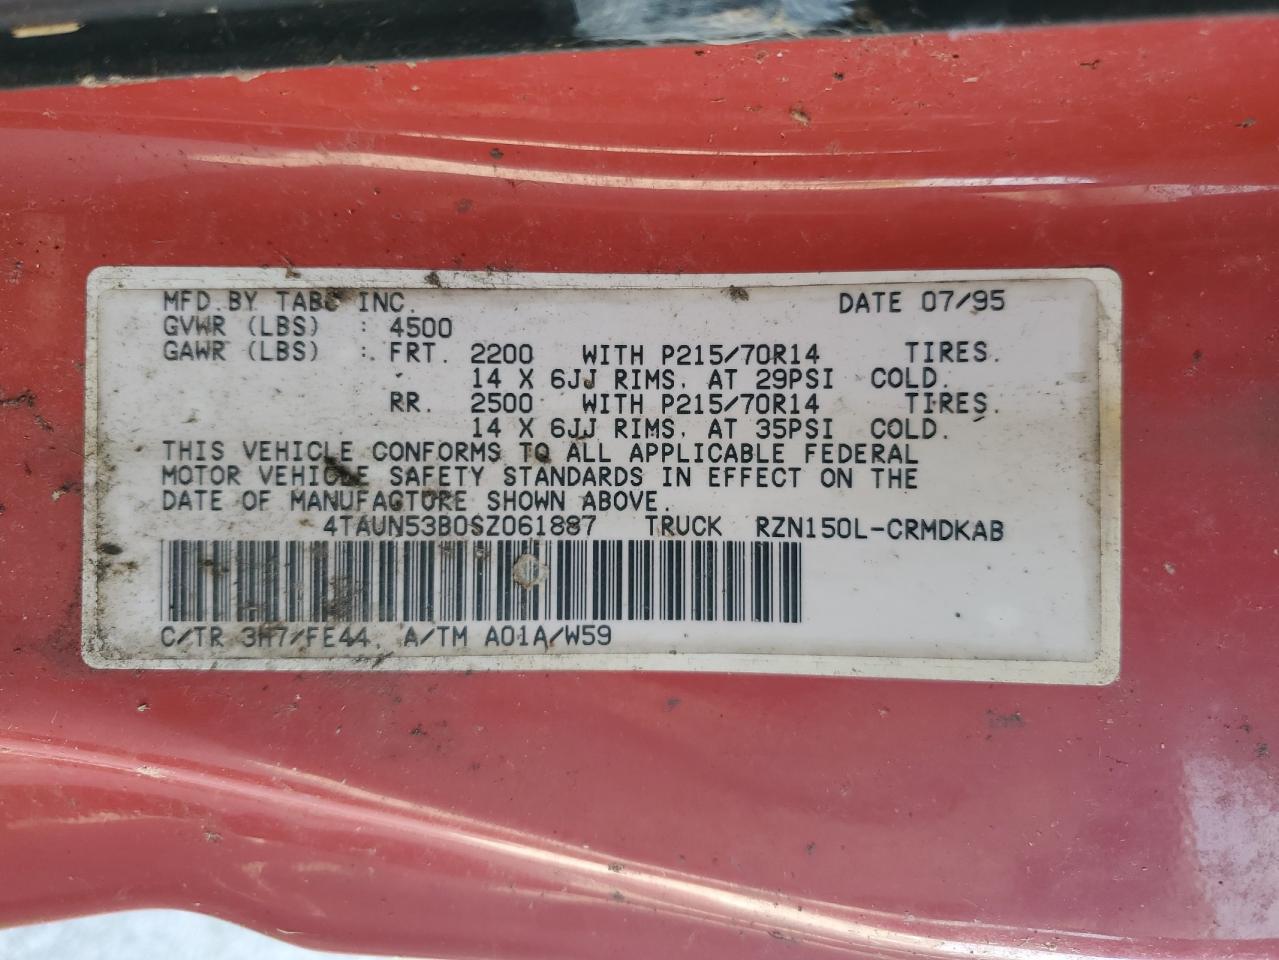 MFD.BY TABC INC. DATE 07/95
GVWR (LBS) : 4500
GAWR (LBS) : FRT. 2200 WITH P215/70R14 TIRES.
14 X 6JJ RIMS. AT 29PSI COLD.
RR. 2500 WITH P215/70R14 TIRES.
14 X 6JJ RIMS. AT 35PSI COLD.
THIS VEHICLE CONFORMS TO ALL APPLICABLE FEDERAL
MOTOR VEHICLE SAFETY STANDARDS IN EFFECT ON THE
DATE OF MANUFACTURE SHOWN ABOVE.
4TAUN53B0SZ061887 TRUCK RZN150L-CRMDKAB
C/TR 3H7/FE44. A/TM A01A/W59